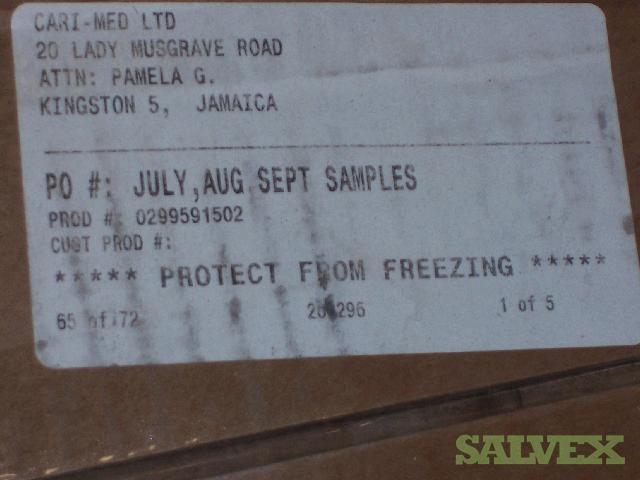 CARI-MED LTD
20 LADY MUSGRAVE ROAD
ATTN: PAMELA G.
KINGSTON 5, JAMAICA
PO #: JULY,AUG SEPT SAMPLES
PROD #: 0299591502
CUST PROD #:
***** PROTECT FROM FREEZING *****
65 of 72 1 of 5
SALVEX